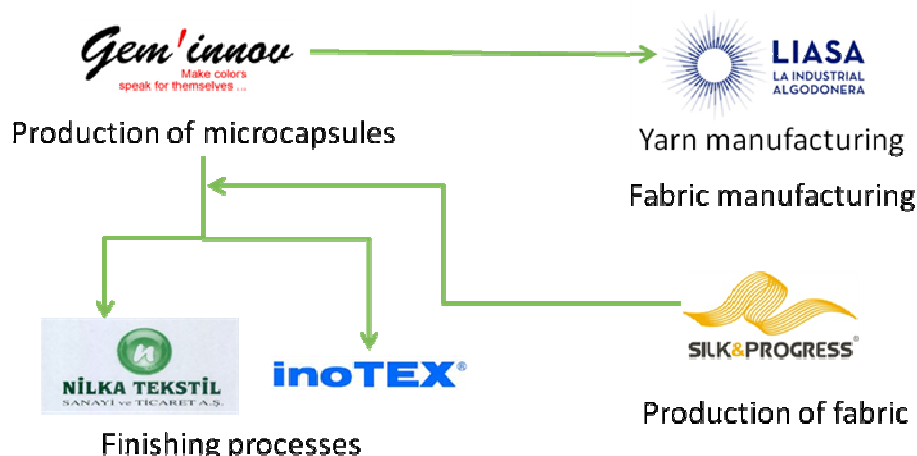 Gem'innov
Make colors
speak for themselves ...
Production of microcapsules
LIASA
LA INDUSTRIAL
ALGODONERA
Yarn manufacturing
Fabric manufacturing
n
NİLKA TEKSTİL
SANAYİ ve TİCARET A.Ş.
inoTEX®
Finishing processes
SILK&PROGRESS®
Production of fabric